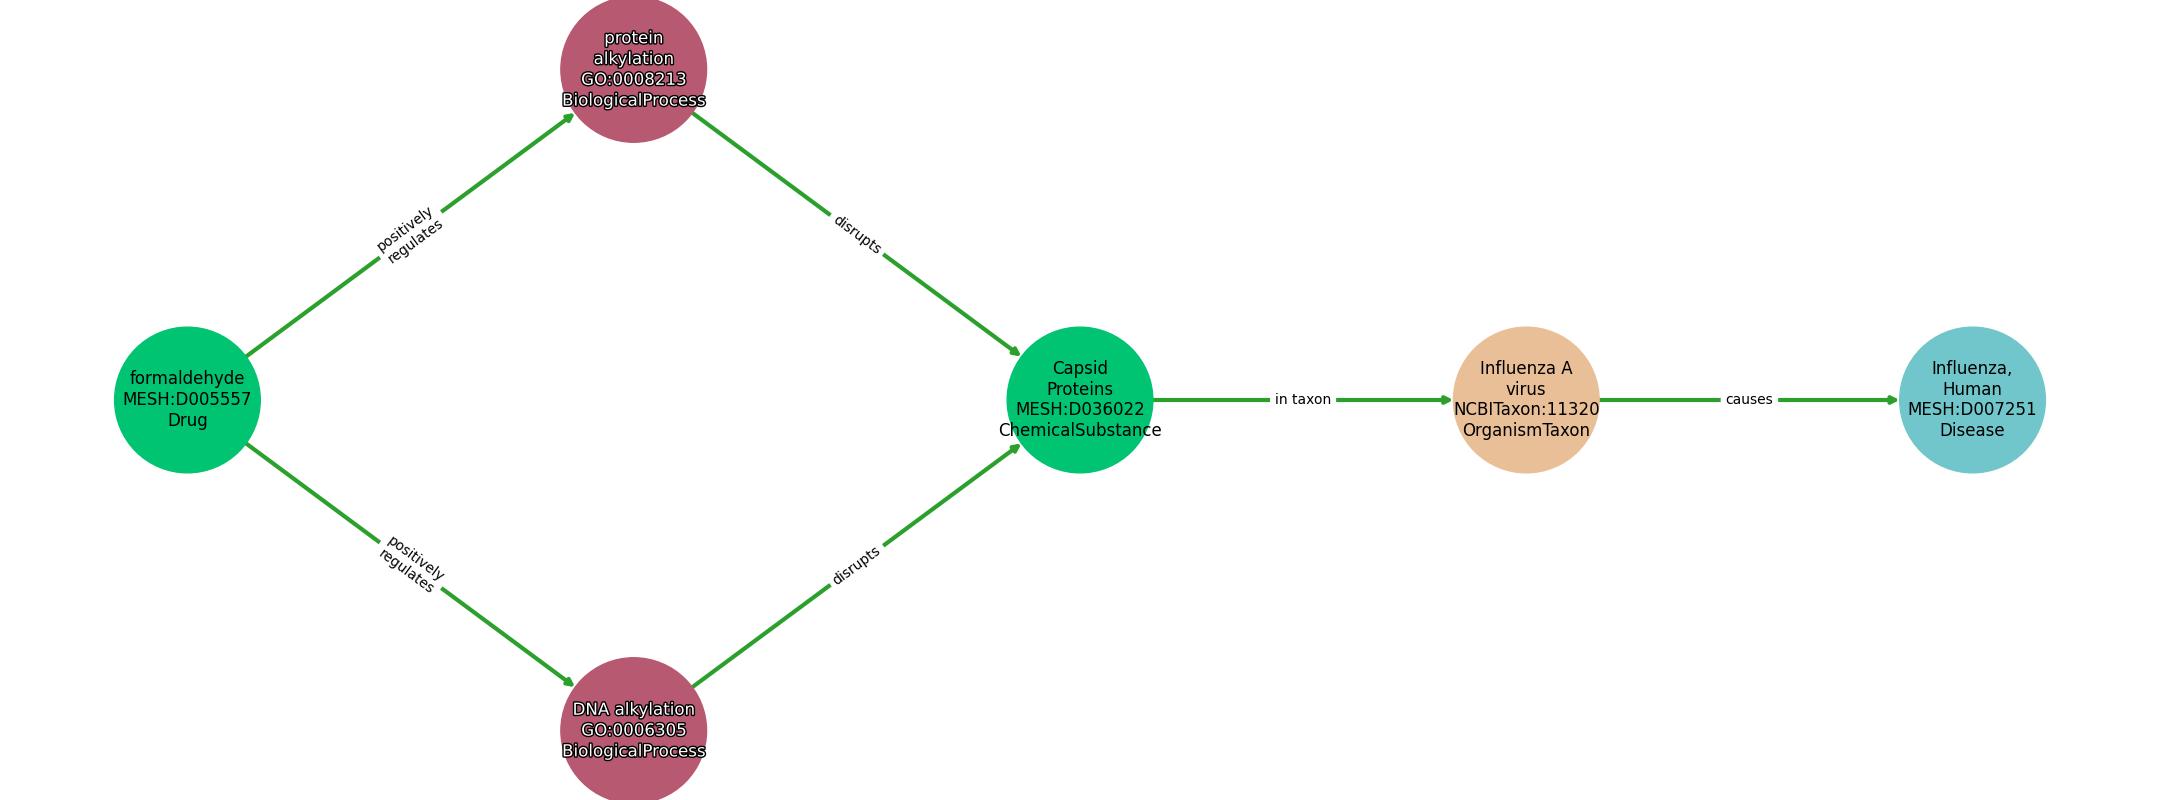 protein
alkylation
GO:0008213
BiologicalProcess
positively
regulates
disrupts
formaldehyde
MESH:D005557
Drug
Capsid
Proteins
MESH:D036022
ChemicalSubstance
in taxon
Influenza A
virus
NCBITaxon:11320
OrganismTaxon
causes
Influenza,
Human
MESH:D007251
Disease
positively
regulates
disrupts
DNA alkylation
GO:0006305
BiologicalProcess